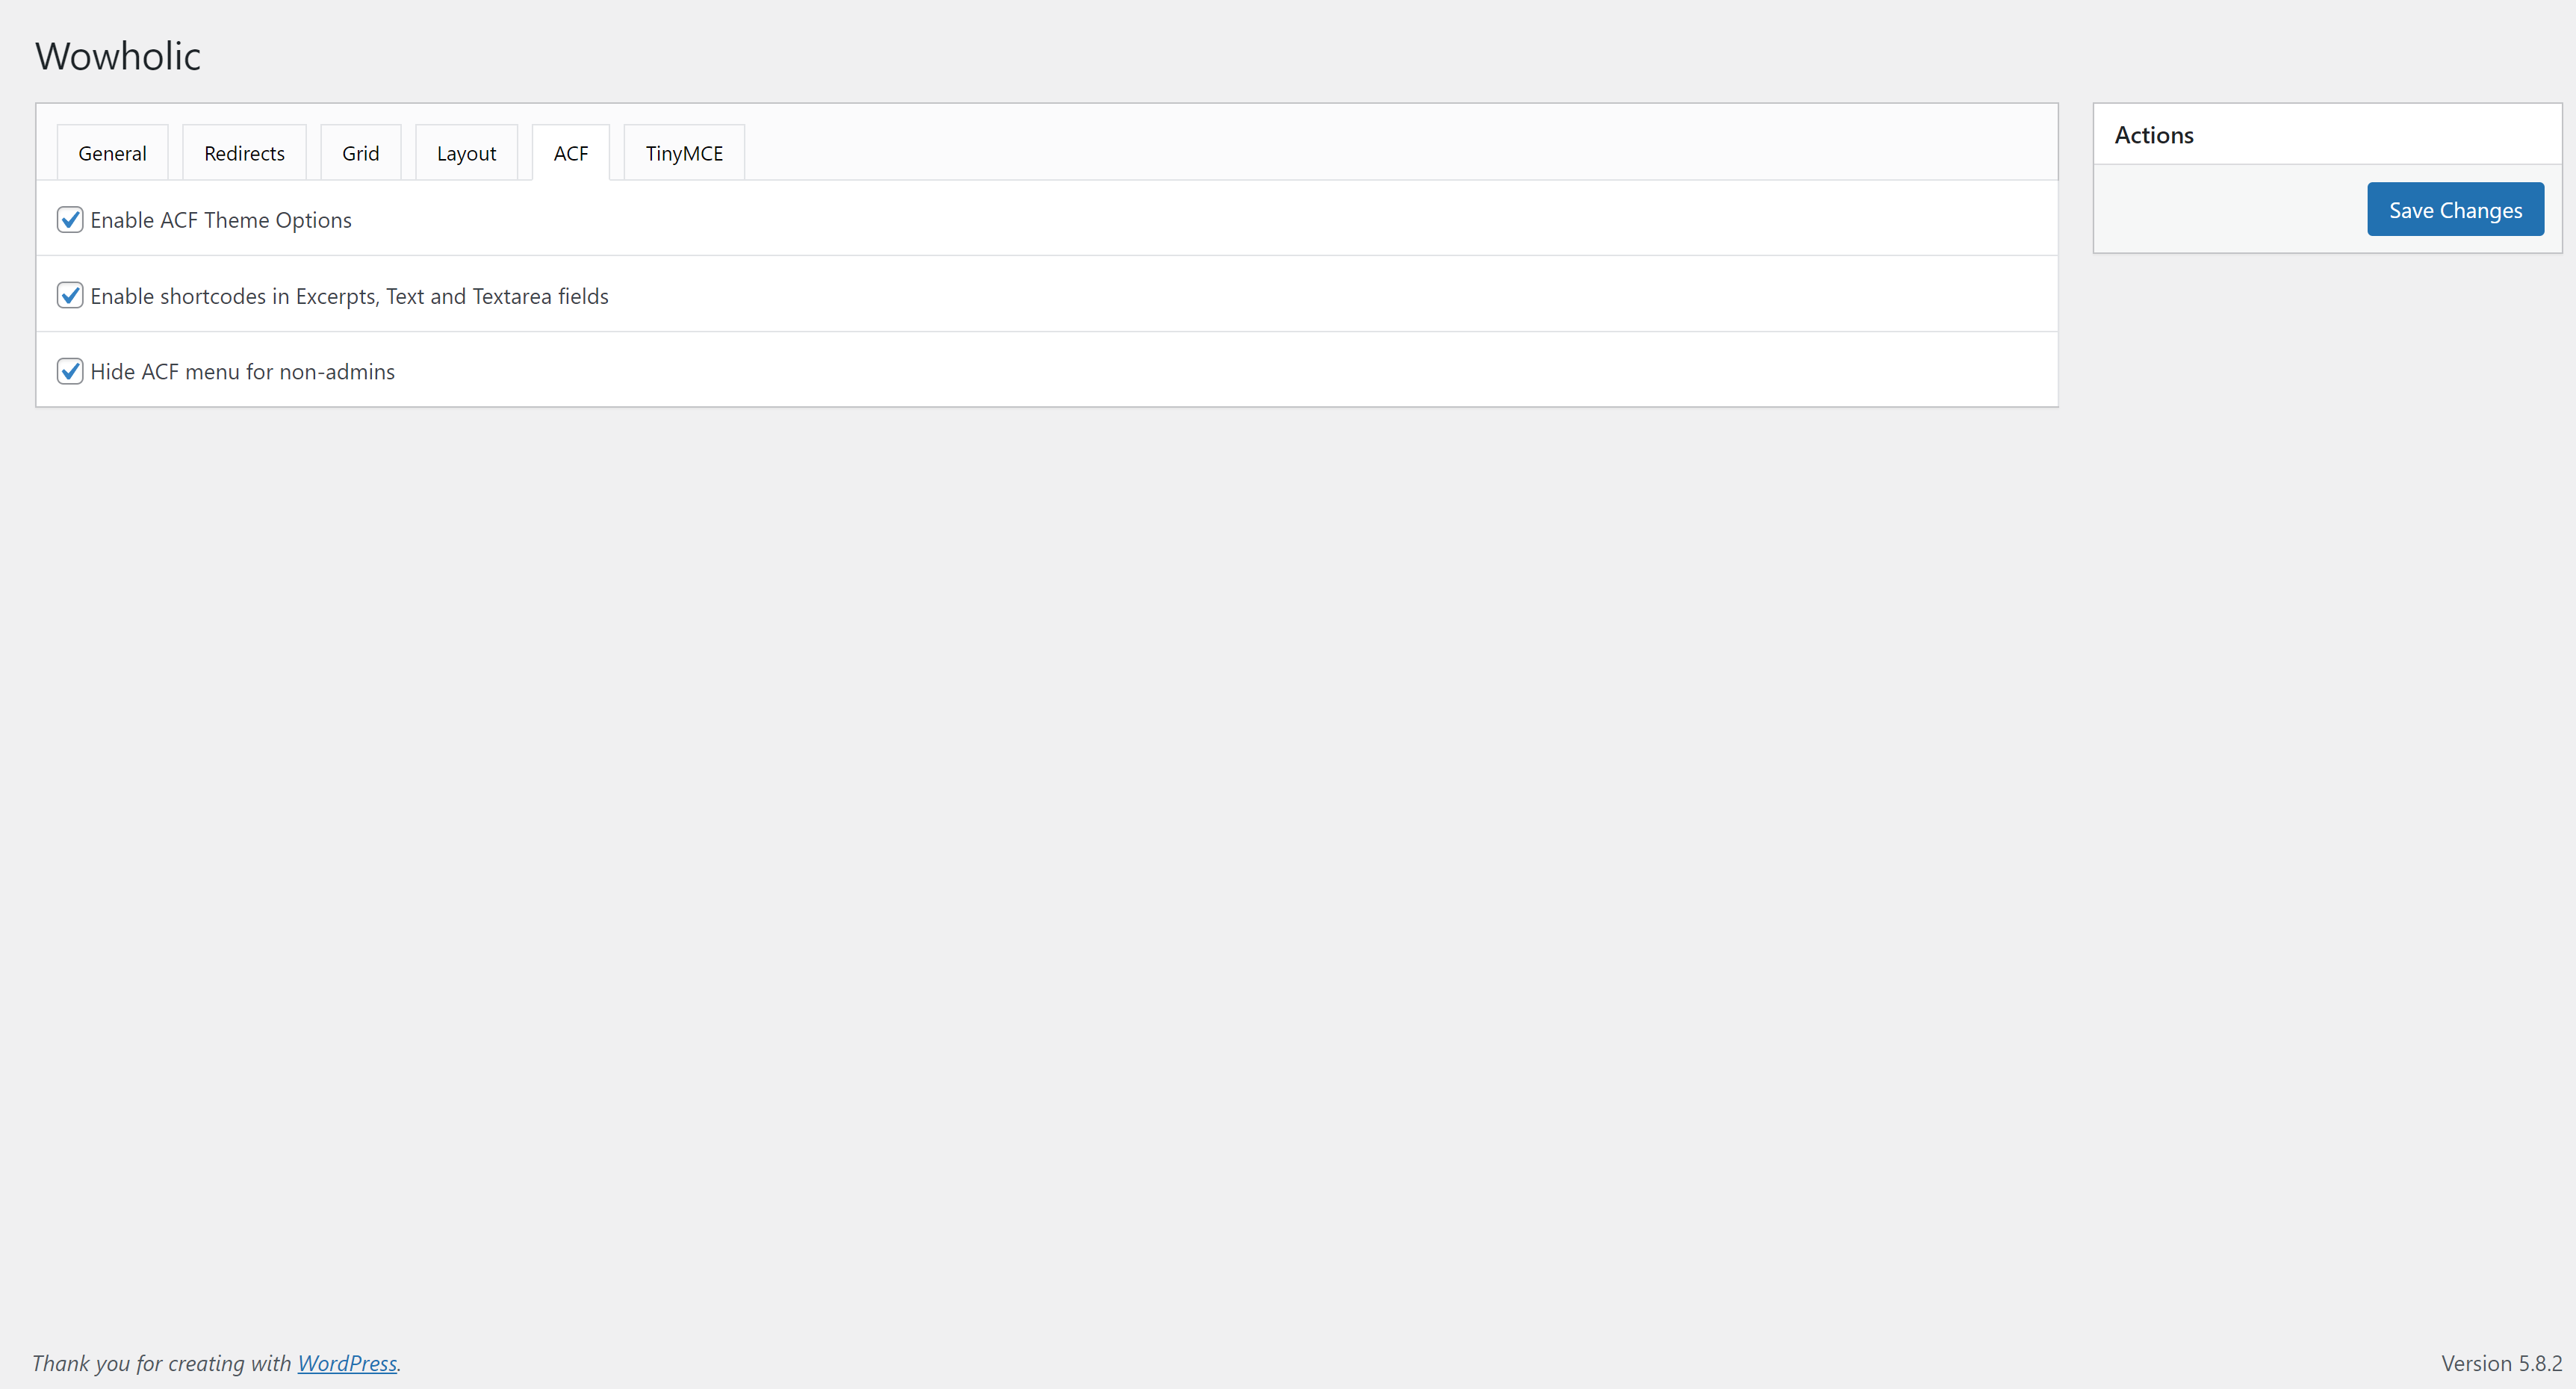 Wowholic
General Redirects Grid Layout ACF TinyMCE
Enable ACF Theme Options
Enable shortcodes in Excerpts, Text and Textarea fields
Hide ACF menu for non-admins
Actions
Save Changes
Thank you for creating with WordPress.
Version 5.8.2